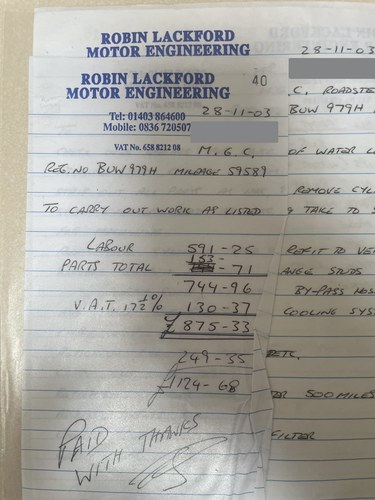 ROBIN LACKFORD
MOTOR ENGINEERING
28-11-03
C. ROADSTE
BUW 979H
OF WATER L
REMOVE CYL
& TAKE TO S
REFIT TO VE
ANGE STUDS
BY-PASS HOS
COOLING SYS
ETC.
500 MILES
FILTER
ROBIN LACKFORD
MOTOR ENGINEERING
40
Tel: 01403 864600
Mobile: 0836 720507
28-11-03
VAT No. 658 8212 08
M.G.C.
REG. NO BUW 979H MILEAGE 59589
TO CARRY OUT WORK AS LISTED
LABOUR 591-25
PARTS TOTAL 153-71
744-96
V.A.T. 17½% 130-37
£875-33
249-35
£1124-68
PAID
WITH THANKS